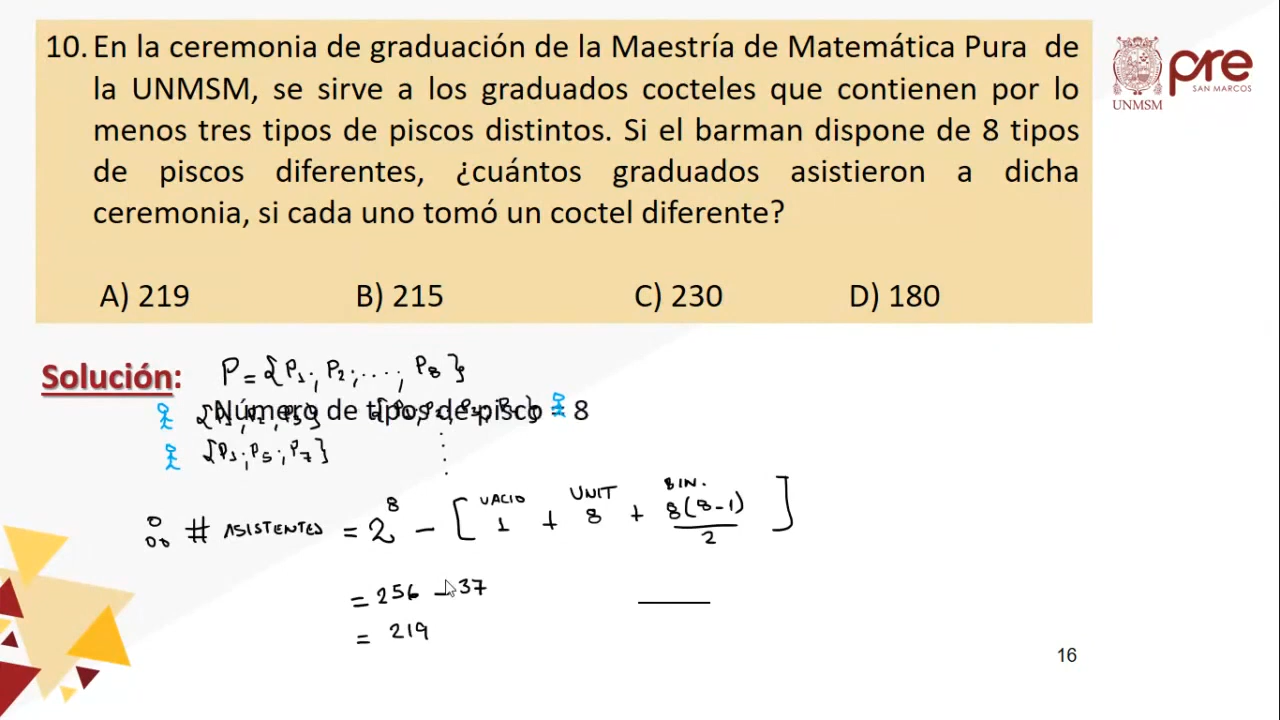 10. En la ceremonia de graduación de la Maestría de Matemática Pura de
la UNMSM, se sirve a los graduados cocteles que contienen por lo
menos tres tipos de piscos distintos. Si el barman dispone de 8 tipos
de piscos diferentes, ¿cuántos graduados asistieron a dicha
ceremonia, si cada uno tomó un coctel diferente?
A) 219 B) 215 C) 230 D) 180
UNMSM
pre
SAN MARCOS
Solución: P = {P₁; P₂; ....; P₈}
Número de tipos de pisco = 8
{P₁; P₅; P₇}
VACIO UNIT BIN.
∴ # ASISTENTES = 2⁸ - [ 1 + 8 + 8(8-1)/2 ]
= 256 - 37
= 219
16